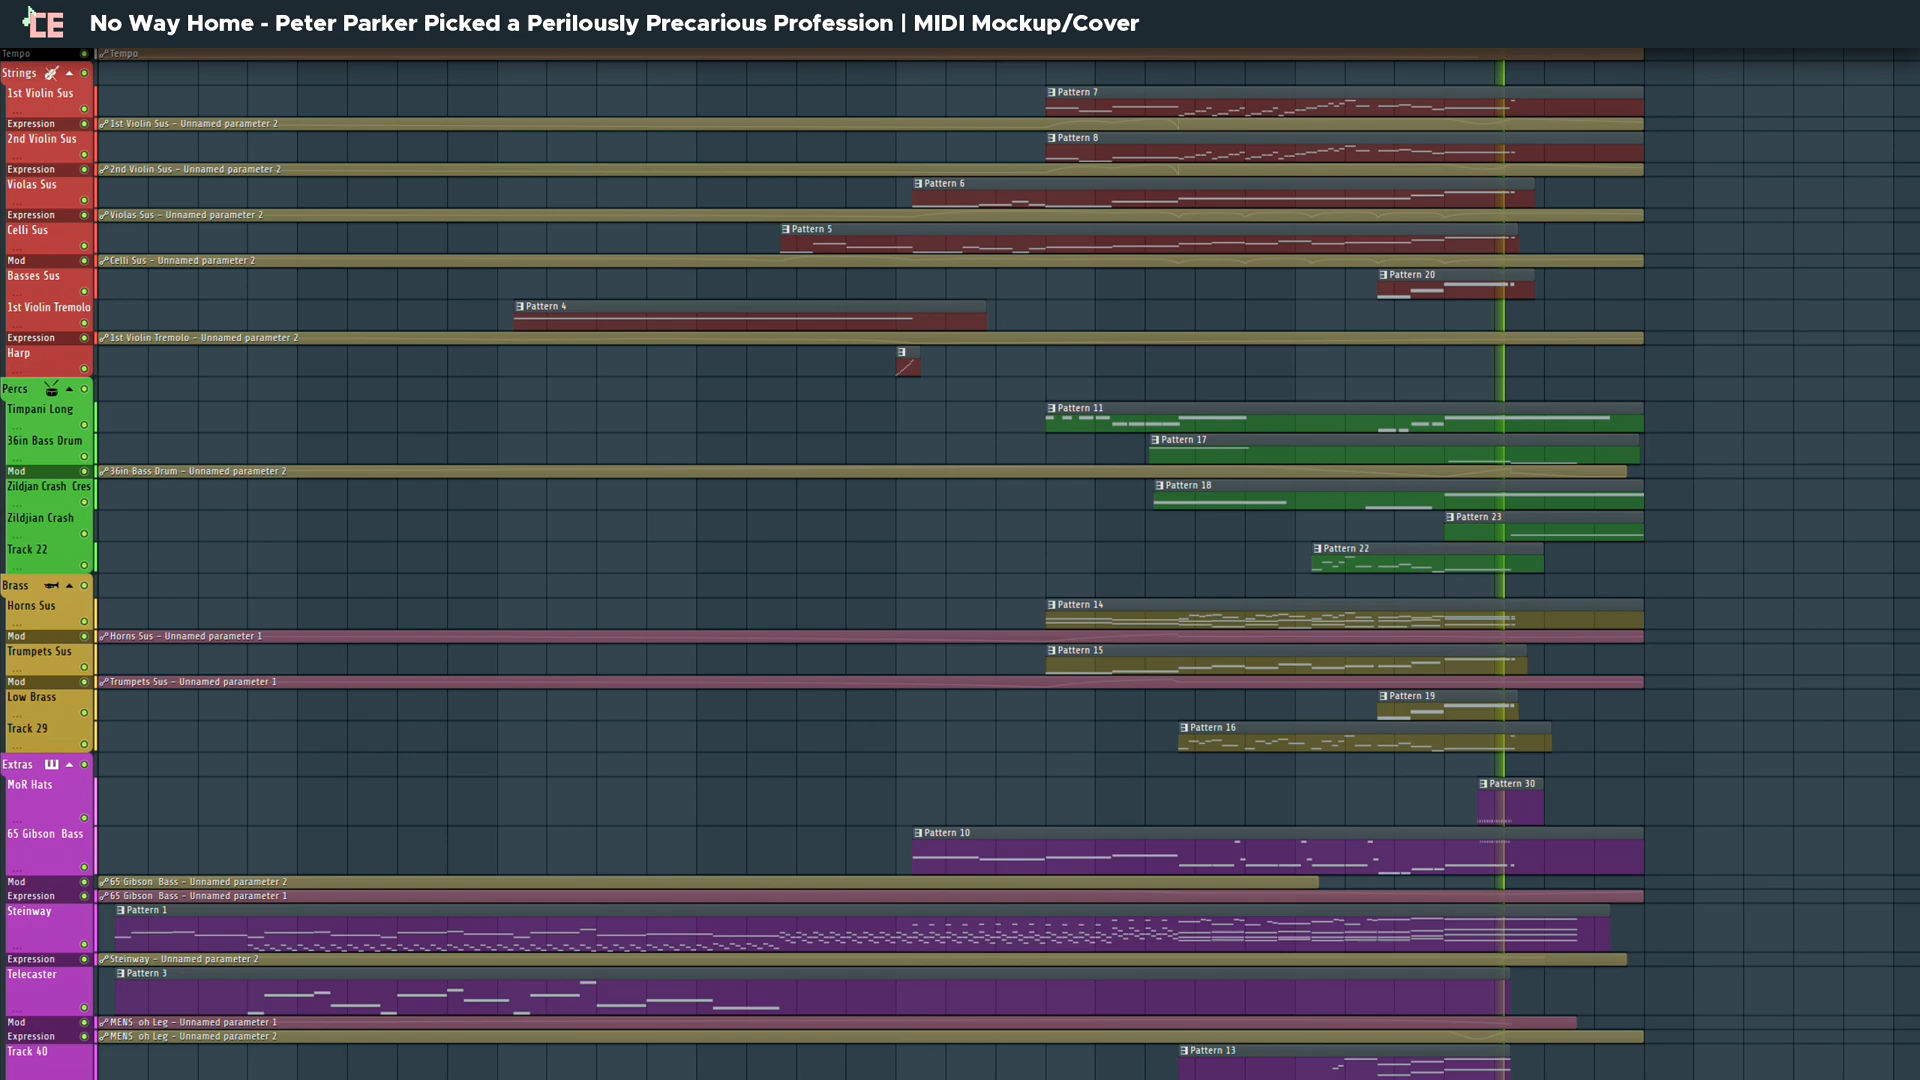 CE No Way Home - Peter Parker Picked a Perilously Precarious Profession | MIDI Mockup/Cover
Tempo Tempo
Strings
1st Violin Sus Pattern 7
Expression 1st Violin Sus - Unnamed parameter 2
2nd Violin Sus Pattern 8
Expression 2nd Violin Sus - Unnamed parameter 2
Violas Sus Pattern 6
Expression Violas Sus - Unnamed parameter 2
Celli Sus Pattern 5
Mod Celli Sus - Unnamed parameter 2
Basses Sus Pattern 20
1st Violin Tremolo Pattern 4
Expression 1st Violin Tremolo - Unnamed parameter 2
Harp
Percs
Timpani Long Pattern 11
36in Bass Drum Pattern 17
Mod 36in Bass Drum - Unnamed parameter 2
Zildjan Crash Cres Pattern 18
Zildjian Crash Pattern 23
Track 22 Pattern 22
Brass
Horns Sus Pattern 14
Mod Horns Sus - Unnamed parameter 1
Trumpets Sus Pattern 15
Mod Trumpets Sus - Unnamed parameter 1
Low Brass Pattern 19
Track 29 Pattern 16
Extras
MoR Hats Pattern 30
65 Gibson Bass Pattern 10
Mod 65 Gibson Bass - Unnamed parameter 2
Expression 65 Gibson Bass - Unnamed parameter 1
Steinway Pattern 1
Expression Steinway - Unnamed parameter 2
Telecaster Pattern 3
Mod MENS oh Leg - Unnamed parameter 1
Expression MENS oh Leg - Unnamed parameter 2
Track 40 Pattern 13